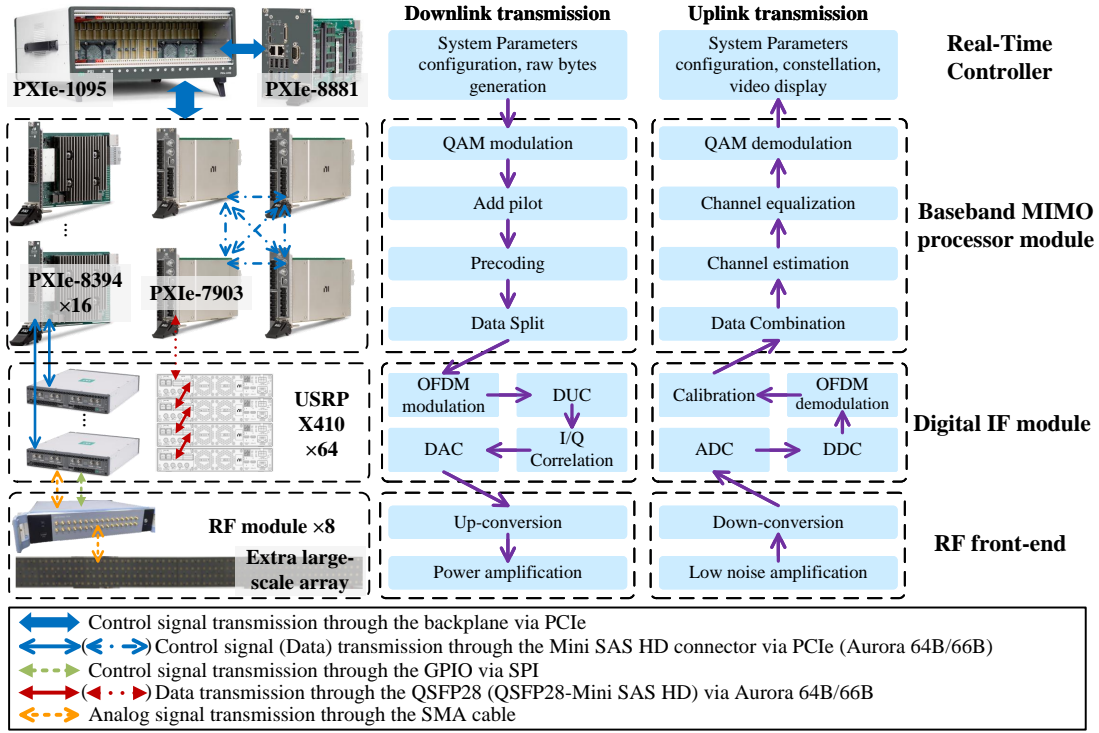 Downlink transmission
Uplink transmission
PXIe-1095
PXIe-8881
System Parameters
configuration, raw bytes
generation
System Parameters
configuration, constellation,
video display
Real-Time
Controller
PXIe-8394
×16
PXIe-7903
QAM modulation
Add pilot
Precoding
Data Split
QAM demodulation
Channel equalization
Channel estimation
Data Combination
Baseband MIMO
processor module
USRP
X410
×64
OFDM
modulation
DUC
DAC
I/Q
Correlation
Calibration
OFDM
demodulation
ADC
DDC
Digital IF module
RF module ×8
Extra large-
scale array
Up-conversion
Power amplification
Down-conversion
Low noise amplification
RF front-end
Control signal transmission through the backplane via PCIe
( ) Control signal (Data) transmission through the Mini SAS HD connector via PCIe (Aurora 64B/66B)
Control signal transmission through the GPIO via SPI
( ) Data transmission through the QSFP28 (QSFP28-Mini SAS HD) via Aurora 64B/66B
Analog signal transmission through the SMA cable